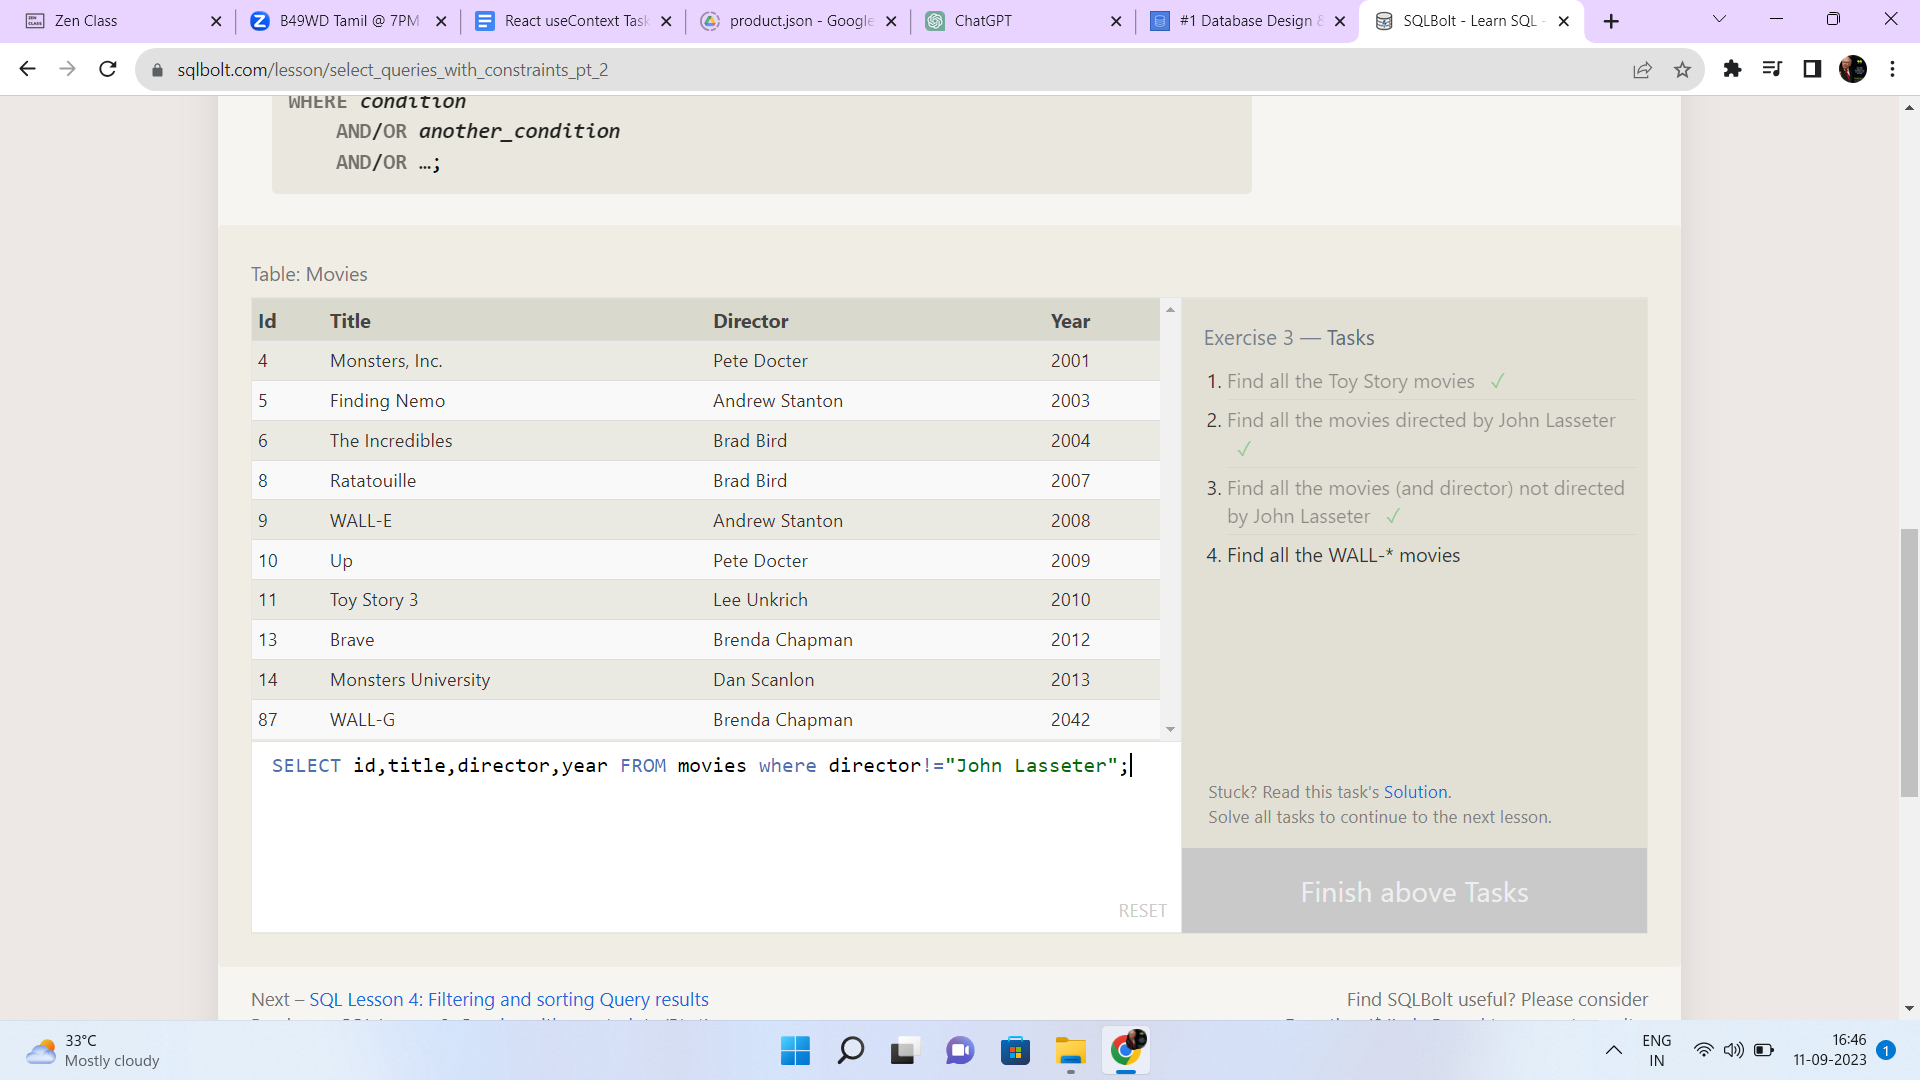 Zen Class
B49WD Tamil @ 7PM
React useContext Task
product.json - Google
ChatGPT
#1 Database Design &
SQLBolt - Learn SQL -
sqlbolt.com/lesson/select_queries_with_constraints_pt_2
WHERE condition
AND/OR another_condition
AND/OR …;
Table: Movies
Id Title Director Year
4 Monsters, Inc. Pete Docter 2001
5 Finding Nemo Andrew Stanton 2003
6 The Incredibles Brad Bird 2004
8 Ratatouille Brad Bird 2007
9 WALL-E Andrew Stanton 2008
10 Up Pete Docter 2009
11 Toy Story 3 Lee Unkrich 2010
13 Brave Brenda Chapman 2012
14 Monsters University Dan Scanlon 2013
87 WALL-G Brenda Chapman 2042
SELECT id,title,director,year FROM movies where director!="John Lasseter";
RESET
Exercise 3 — Tasks
1. Find all the Toy Story movies ✓
2. Find all the movies directed by John Lasseter
✓
3. Find all the movies (and director) not directed
by John Lasseter ✓
4. Find all the WALL-* movies
Stuck? Read this task's Solution.
Solve all tasks to continue to the next lesson.
Finish above Tasks
Next – SQL Lesson 4: Filtering and sorting Query results
Find SQLBolt useful? Please consider
33°C
Mostly cloudy
ENG
IN
16:46
11-09-2023
1